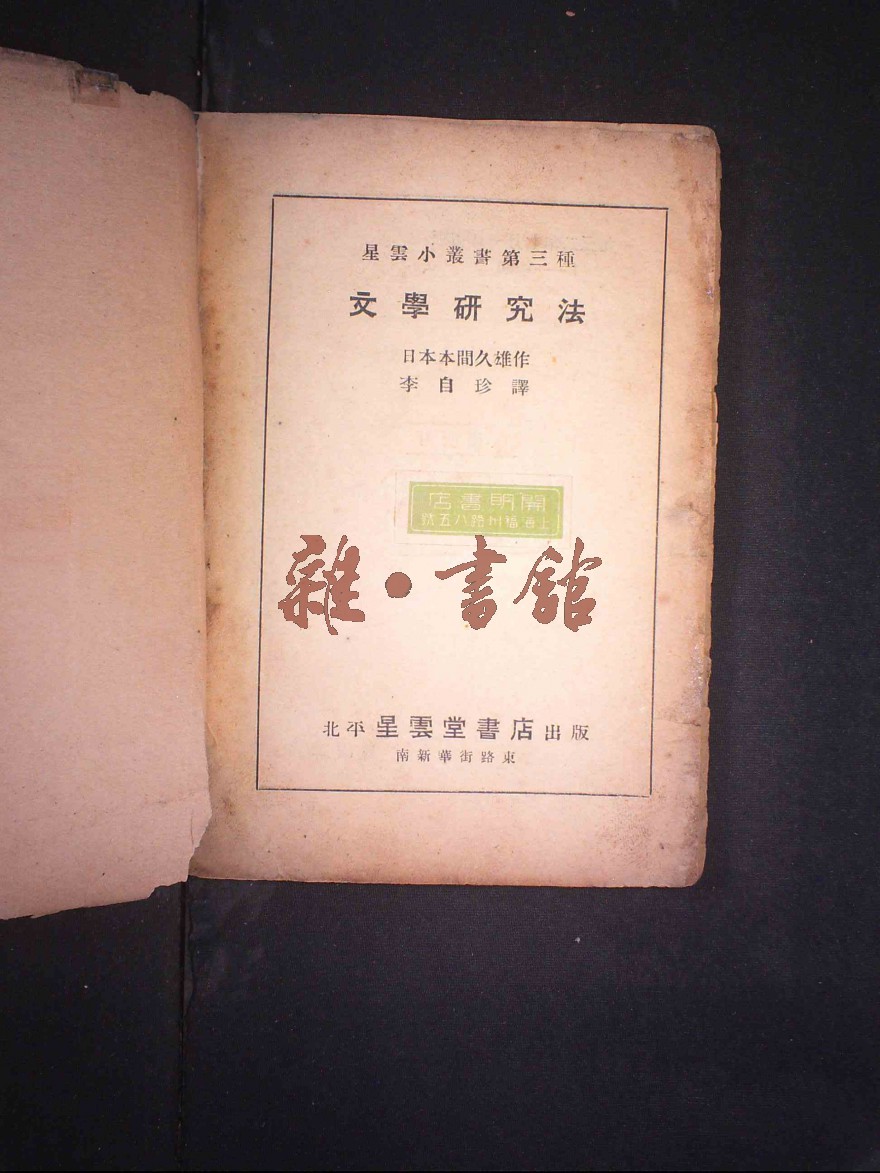 星雲小叢書第三種
文學硏究法
日本本間久雄作
李自珍譯
開明書店
上海福州路八五號
雜·書館
北平星雲堂書店出版
南新華街路東